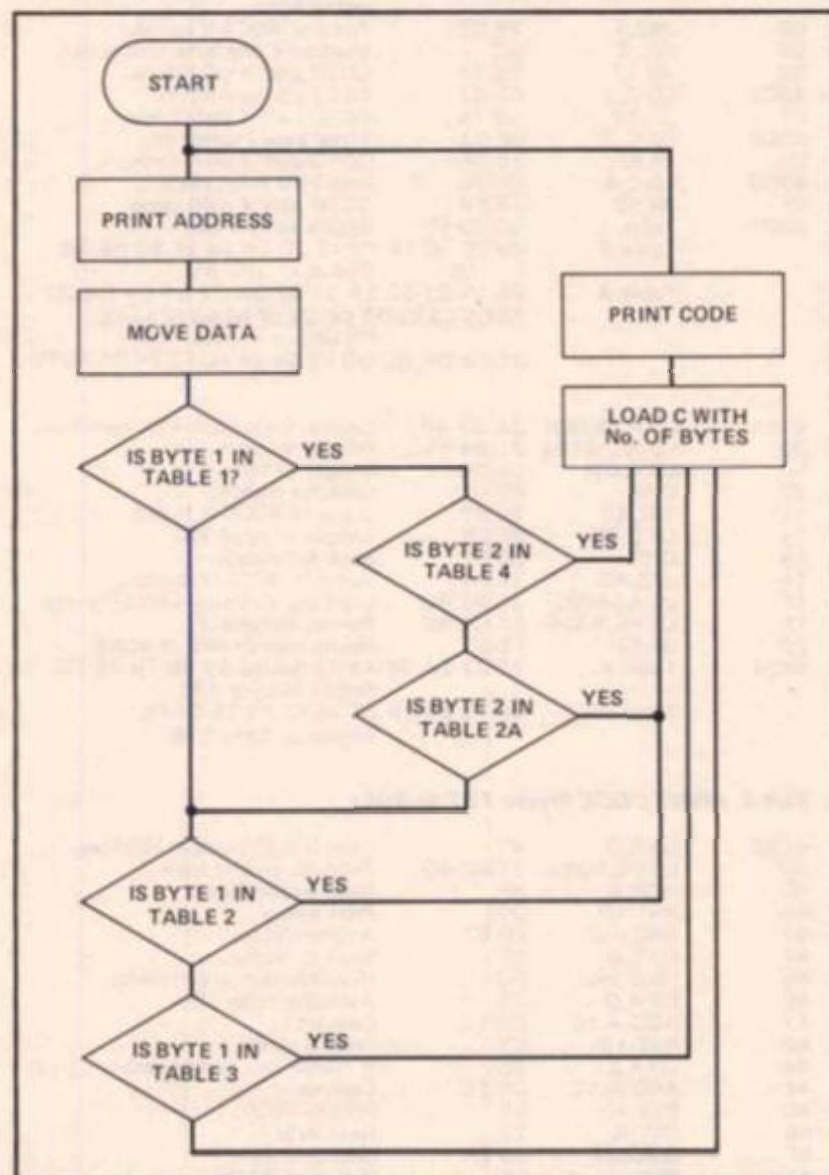 START
PRINT ADDRESS
MOVE DATA
PRINT CODE
LOAD C WITH
No. OF BYTES
IS BYTE 1 IN
TABLE 1?
YES
IS BYTE 2 IN
TABLE 4
YES
IS BYTE 2 IN
TABLE 2A
YES
IS BYTE 1 IN
TABLE 2
YES
IS BYTE 1 IN
TABLE 3
YES